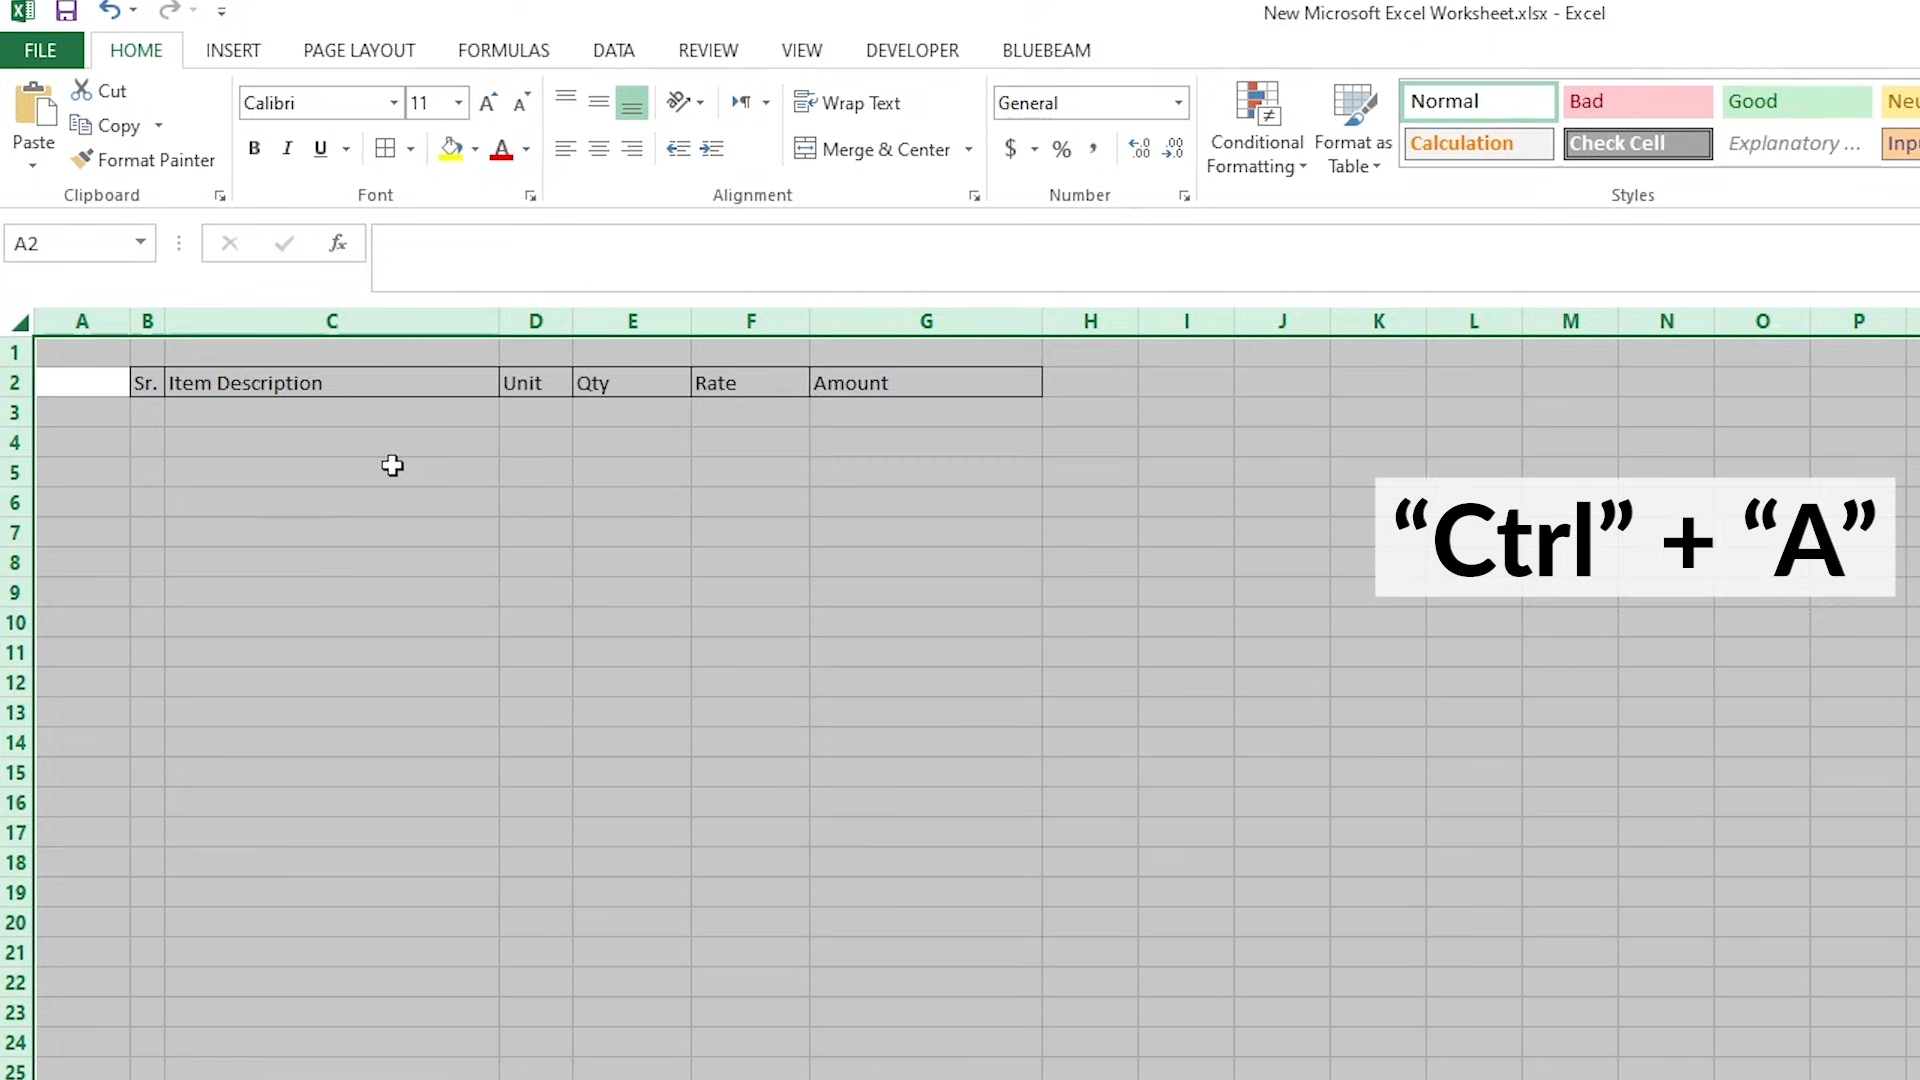 New Microsoft Excel Worksheet.xlsx - Excel
FILE HOME INSERT PAGE LAYOUT FORMULAS DATA REVIEW VIEW DEVELOPER BLUEBEAM
Paste
Cut
Copy
Format Painter
Clipboard
Calibri 11
B I U A
Font
Wrap Text
Merge & Center
Alignment
General
$ % ,
Number
Conditional
Formatting
Format as
Table
Normal Bad Good
Calculation Check Cell Explanatory ...
Styles
A2 fx
A B C D E F G H I J K L M N O P
1
2 Sr. Item Description Unit Qty Rate Amount
3
4
5
6
7
8
9
10
11
12
13
14
15
16
17
18
19
20
21
22
23
24
25
“Ctrl” + “A”